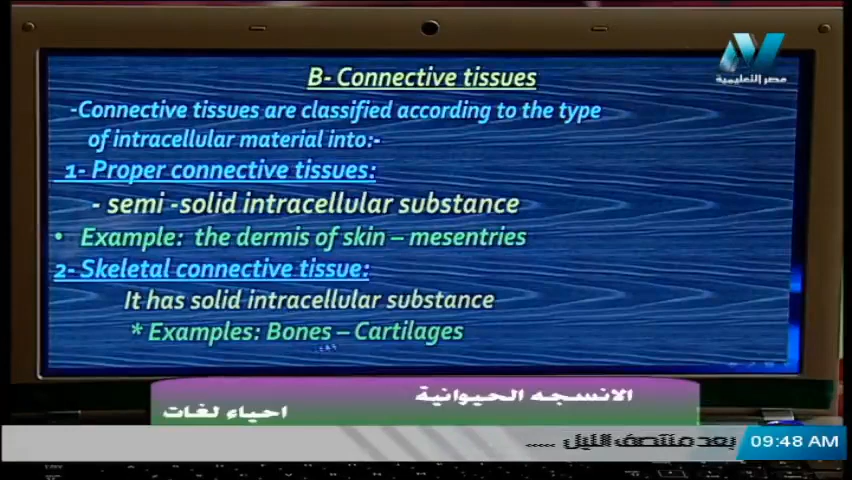 مصر التعليمية
B- Connective tissues
-Connective tissues are classified according to the type
of intracellular material into:-
1- Proper connective tissues:
- semi -solid intracellular substance
• Example: the dermis of skin – mesentries
2- Skeletal connective tissue:
It has solid intracellular substance
* Examples: Bones – Cartilages
الانسجه الحيوانية
احياء لغات
بعد منتصف الليل .....
09:48 AM